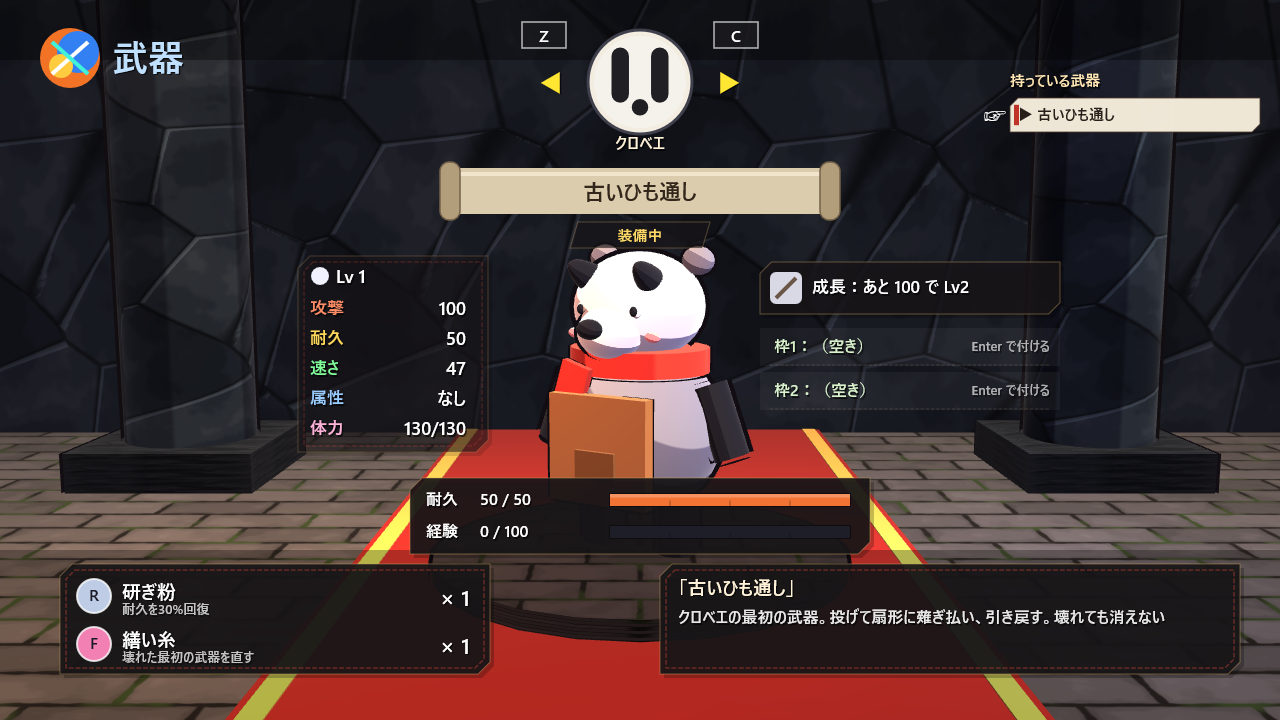 武器
Z
C
クロベエ
持っている武器
古いひも通し
古いひも通し
装備中
Lv 1
攻撃 100
耐久 50
速さ 47
属性 なし
体力 130/130
成長：あと 100 で Lv2
枠1：（空き） Enter で付ける
枠2：（空き） Enter で付ける
耐久 50 / 50
経験 0 / 100
R 研ぎ粉 × 1
耐久を30%回復
F 繕い糸 × 1
壊れた最初の武器を直す
「古いひも通し」
クロベエの最初の武器。投げて扇形に薙ぎ払い、引き戻す。壊れても消えない